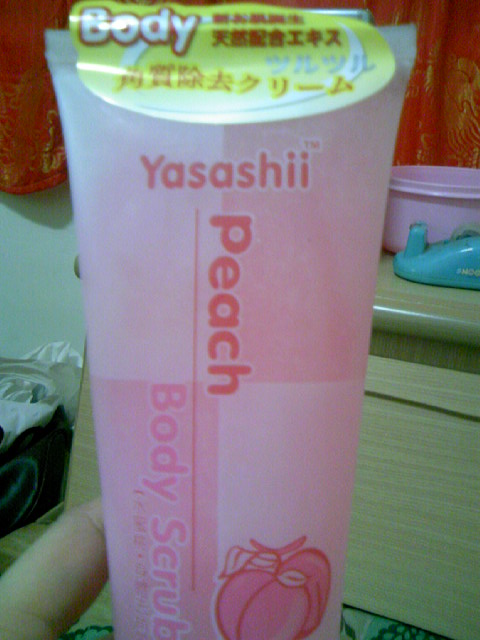 Body
天然配合エキス
ツルツル
角質除去クリーム
Yasashii™
Peach
Body Scrub